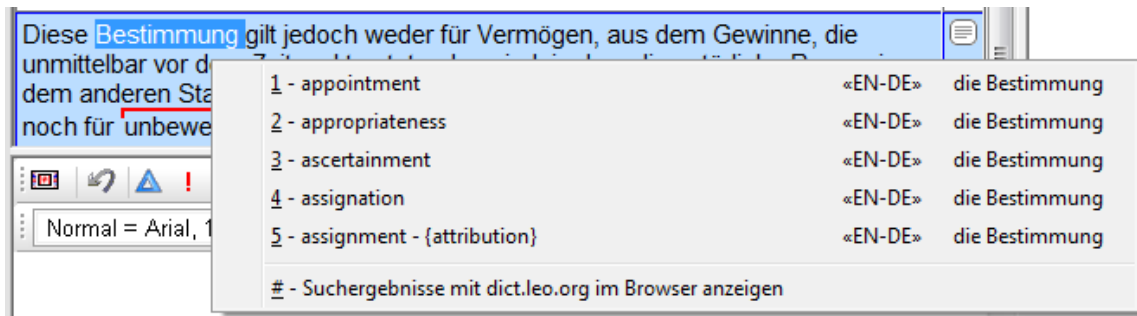 Diese Bestimmung gilt jedoch weder für Vermögen, aus dem Gewinne, die
unmittelbar vor
dem anderen Sta
noch für unbewe
1 - appointment «EN-DE» die Bestimmung
2 - appropriateness «EN-DE» die Bestimmung
3 - ascertainment «EN-DE» die Bestimmung
4 - assignation «EN-DE» die Bestimmung
5 - assignment - {attribution} «EN-DE» die Bestimmung
# - Suchergebnisse mit dict.leo.org im Browser anzeigen
Normal = Arial, 1